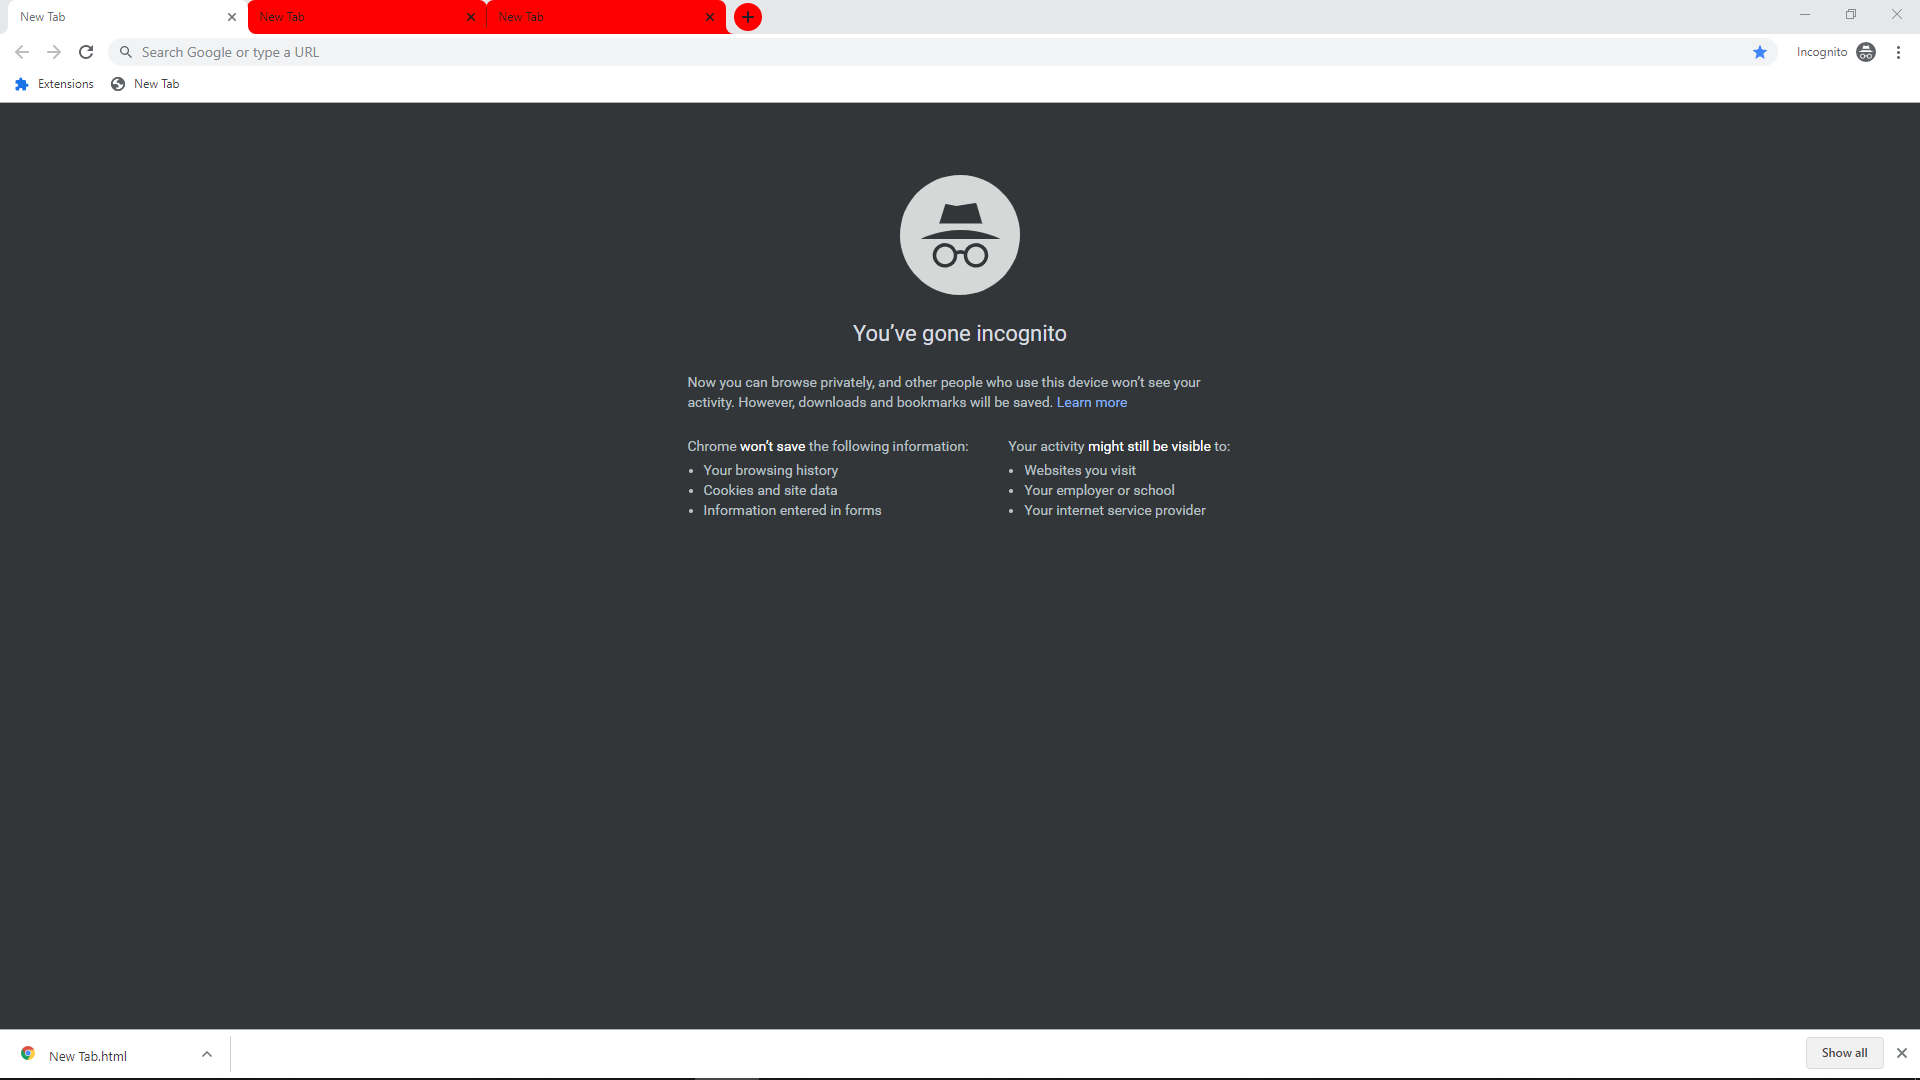 New Tab
New Tab
New Tab
Search Google or type a URL
Incognito
Extensions
New Tab
You’ve gone incognito
Now you can browse privately, and other people who use this device won’t see your
activity. However, downloads and bookmarks will be saved. Learn more
Chrome won’t save the following information:
Your browsing history
Cookies and site data
Information entered in forms
Your activity might still be visible to:
Websites you visit
Your employer or school
Your internet service provider
New Tab.html
Show all